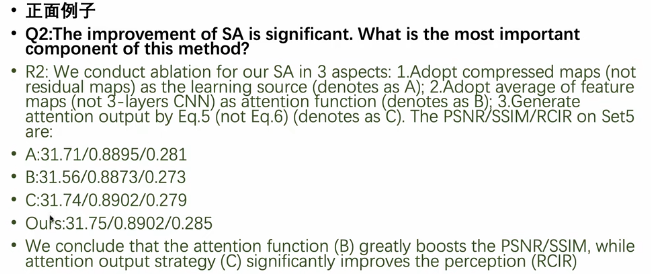 • 正面例子
• Q2:The improvement of SA is significant. What is the most important
component of this method?
• R2: We conduct ablation for our SA in 3 aspects: 1.Adopt compressed maps (not
residual maps) as the learning source (denotes as A); 2.Adopt average of feature
maps (not 3-layers CNN) as attention function (denotes as B); 3.Generate
attention output by Eq.5 (not Eq.6) (denotes as C). The PSNR/SSIM/RCIR on Set5
are:
• A:31.71/0.8895/0.281
• B:31.56/0.8873/0.273
• C:31.74/0.8902/0.279
• Ours:31.75/0.8902/0.285
• We conclude that the attention function (B) greatly boosts the PSNR/SSIM, while
attention output strategy (C) significantly improves the perception (RCIR)